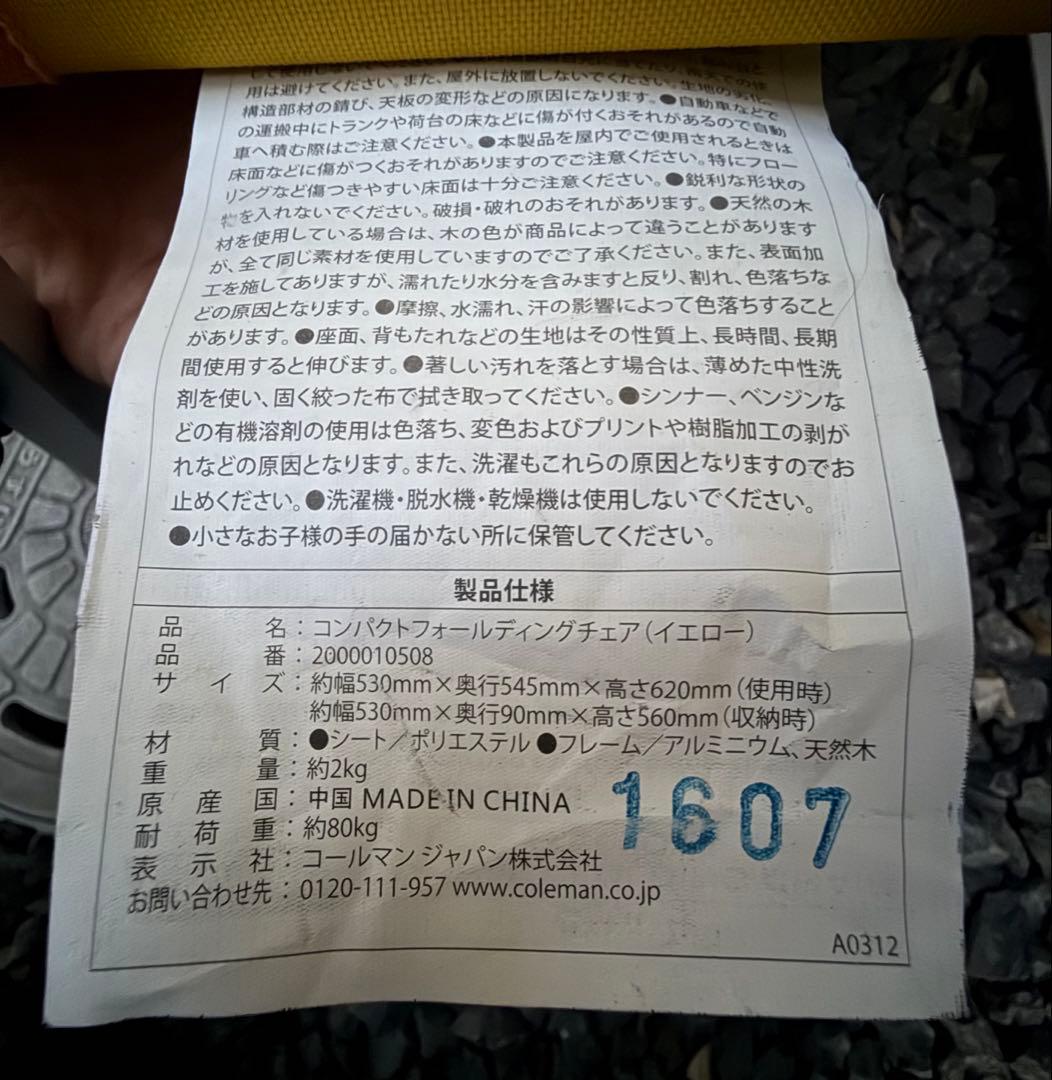 用は避けてください。また、屋外に放置しないでください。生地の劣化、
構造部材の錆び、天板の変形などの原因になります。●自動車などで
の運搬中にトランクや荷台の床などに傷が付くおそれがあるので自動
車へ積む際はご注意ください。●本製品を屋内でご使用されるときは
床面などに傷がつくおそれがありますのでご注意ください。特にフロー
リングなど傷つきやすい床面は十分ご注意ください。●鋭利な形状の
物を入れないでください。破損・破れのおそれがあります。●天然の木
材を使用している場合は、木の色が商品によって違うことがあります
が、全て同じ素材を使用していますのでご了承ください。また、表面加
工を施してありますが、濡れたり水分を含みますと反り、割れ、色落ちな
どの原因となります。●摩擦、水濡れ、汗の影響によって色落ちすること
があります。●座面、背もたれなどの生地はその性質上、長時間、長期
間使用すると伸びます。●著しい汚れを落とす場合は、薄めた中性洗
剤を使い、固く絞った布で拭き取ってください。●シンナー、ベンジンな
どの有機溶剤の使用は色落ち、変色およびプリントや樹脂加工の剥が
れなどの原因となります。また、洗濯もこれらの原因となりますのでお
止めください。●洗濯機・脱水機・乾燥機は使用しないでください。
●小さなお子様の手の届かない所に保管してください。
製品仕様
品名：コンパクトフォールディングチェア（イエロー）
品番：2000010508
サイズ：約幅530mm×奥行545mm×高さ620mm（使用時）
約幅530mm×奥行90mm×高さ560mm（収納時）
材質：●シート／ポリエステル ●フレーム／アルミニウム、天然木
重量：約2kg
原産国：中国 MADE IN CHINA
耐荷重：約80kg
表示社：コールマン ジャパン株式会社
お問い合わせ先：0120-111-957 www.coleman.co.jp
1607
A0312